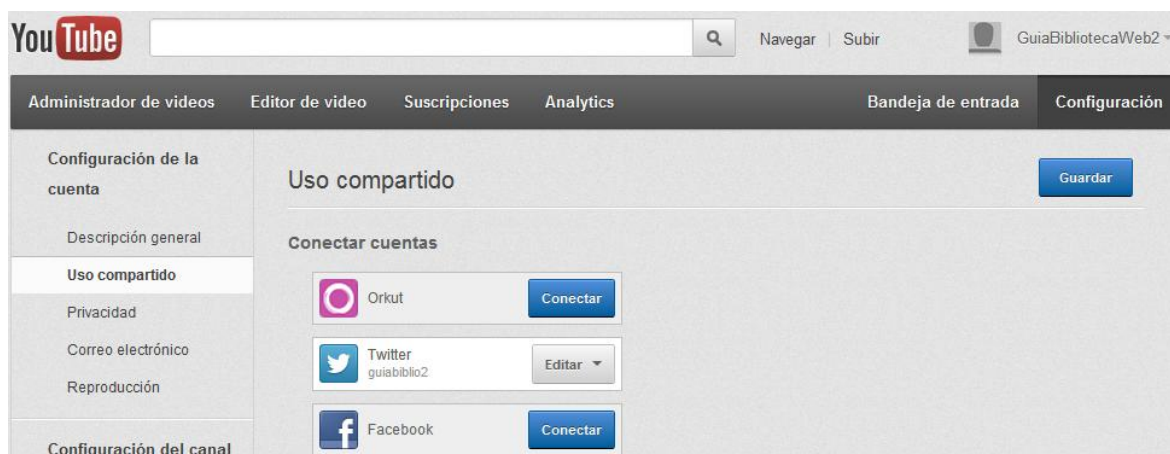 YouTube
Navegar | Subir
GuiaBibliotecaWeb2
Administrador de videos
Editor de video
Suscripciones
Analytics
Bandeja de entrada
Configuración
Configuración de la
cuenta
Descripción general
Uso compartido
Privacidad
Correo electrónico
Reproducción
Configuración del canal
Uso compartido
Guardar
Conectar cuentas
Orkut
Conectar
Twitter
guiabiblio2
Editar
Facebook
Conectar